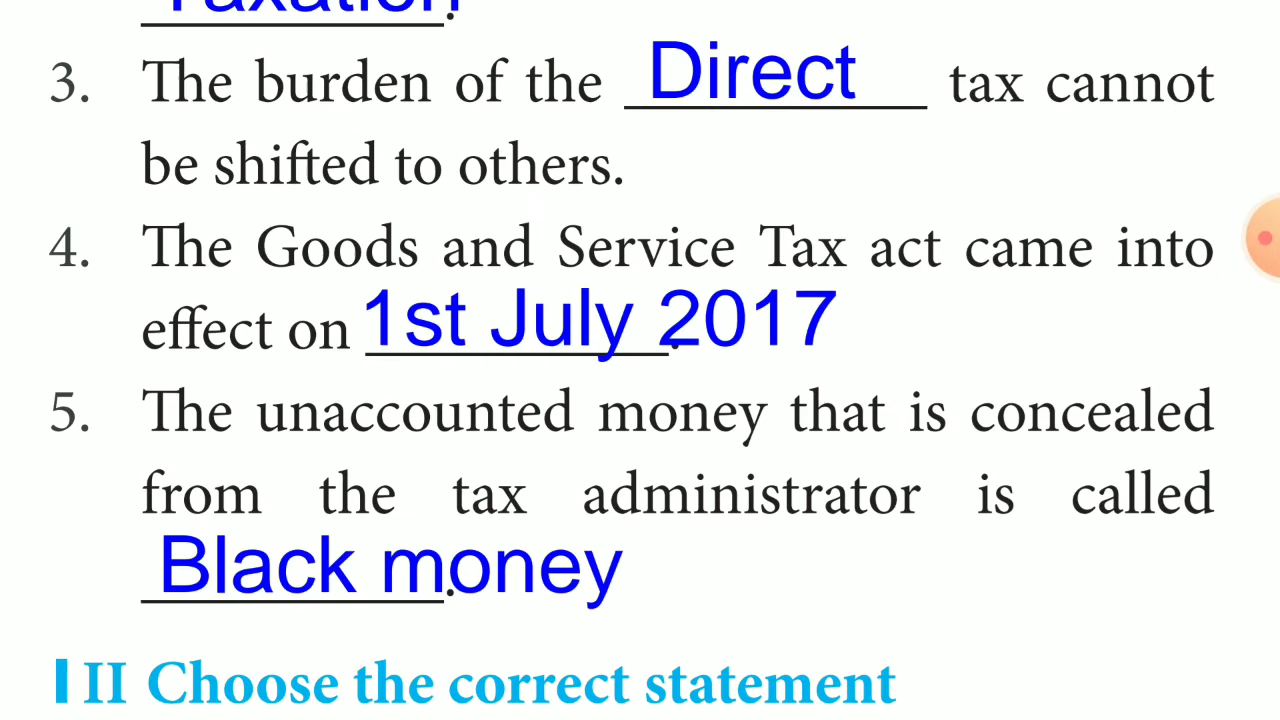 Taxation.
3. The burden of the Direct tax cannot
be shifted to others.
4. The Goods and Service Tax act came into
effect on 1st July 2017.
5. The unaccounted money that is concealed
from the tax administrator is called
Black money.
II Choose the correct statement